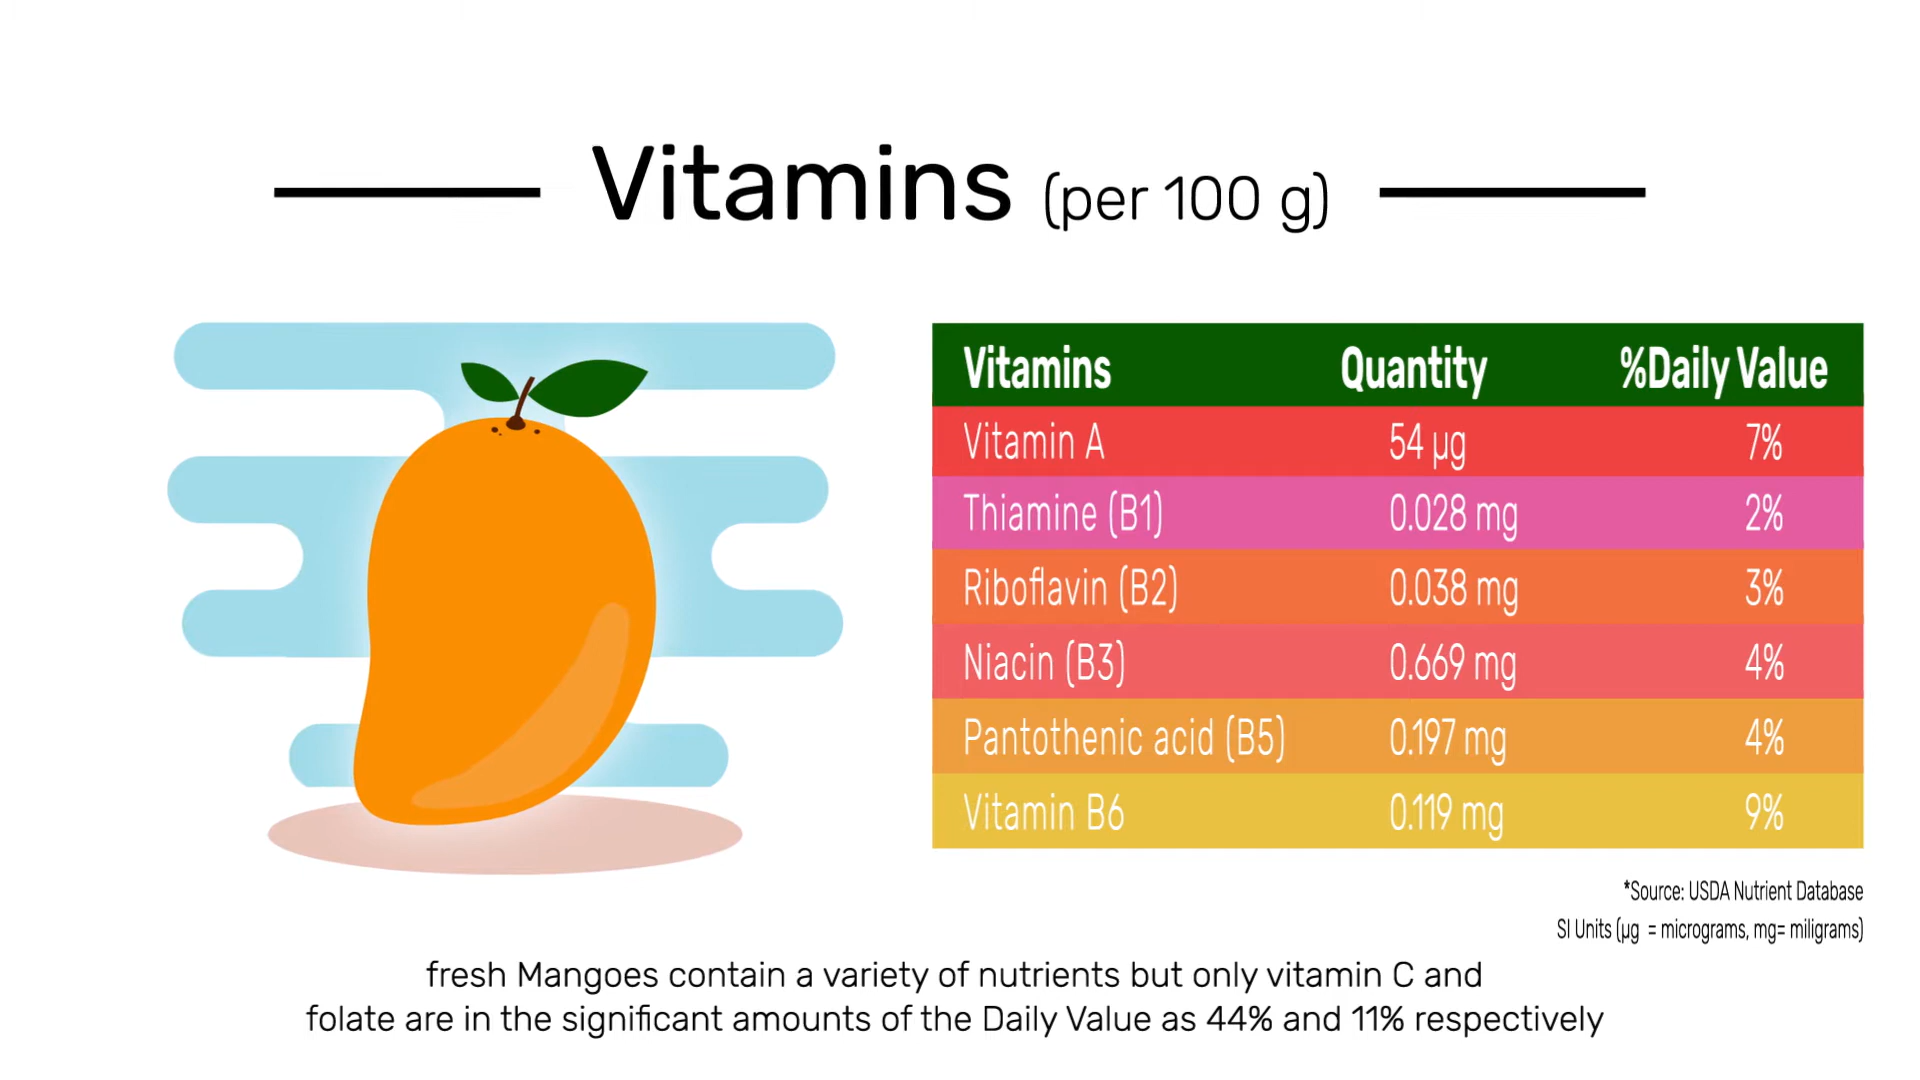 Vitamins (per 100 g)
Vitamins Quantity %Daily Value
Vitamin A 54 µg 7%
Thiamine (B1) 0.028 mg 2%
Riboflavin (B2) 0.038 mg 3%
Niacin (B3) 0.669 mg 4%
Pantothenic acid (B5) 0.197 mg 4%
Vitamin B6 0.119 mg 9%
*Source: USDA Nutrient Database
SI Units (µg = micrograms, mg= miligrams)
fresh Mangoes contain a variety of nutrients but only vitamin C and
folate are in the significant amounts of the Daily Value as 44% and 11% respectively